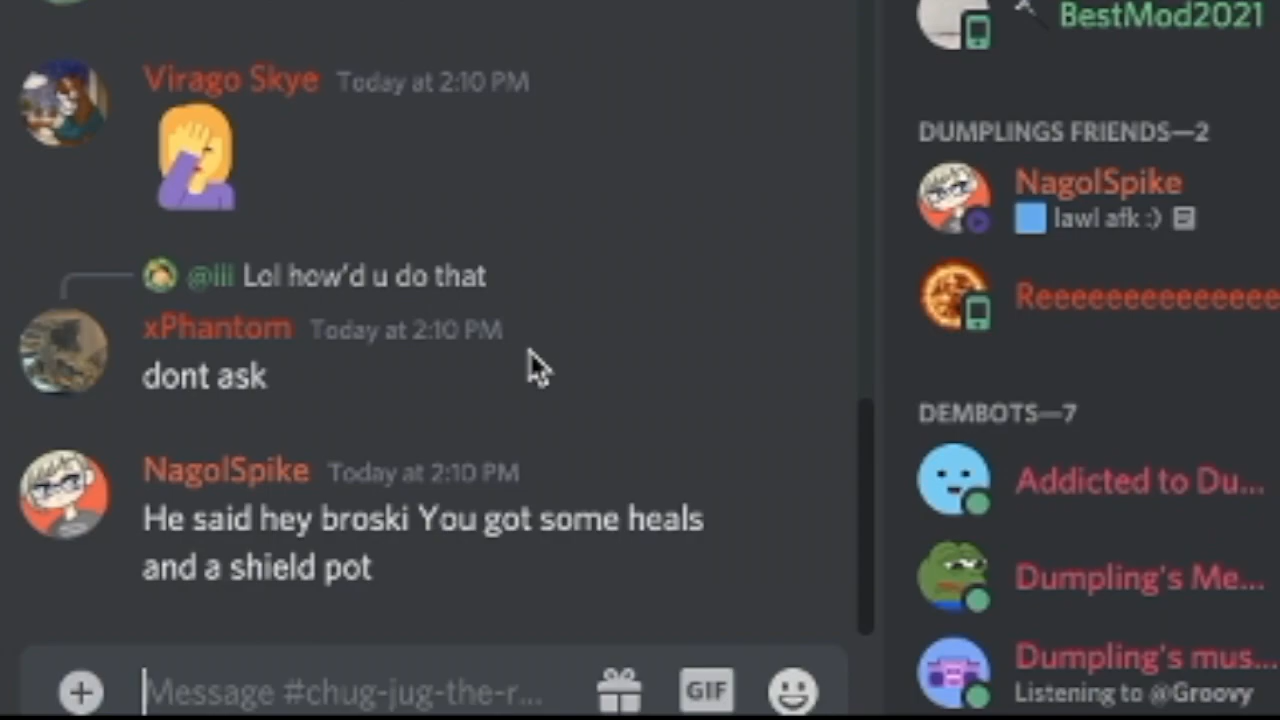 BestMod2021
Virago Skye Today at 2:10 PM
DUMPLINGS FRIENDS—2
NagolSpike
lawl afk :)
@iii Lol how'd u do that
xPhantom Today at 2:10 PM
dont ask
Reeeeeeeeeeeeee
DEMBOTS—7
NagolSpike Today at 2:10 PM
He said hey broski You got some heals
and a shield pot
Addicted to Du...
Dumpling's Me...
Dumpling's mus...
Listening to @Groovy
Message #chug-jug-the-r...
GIF